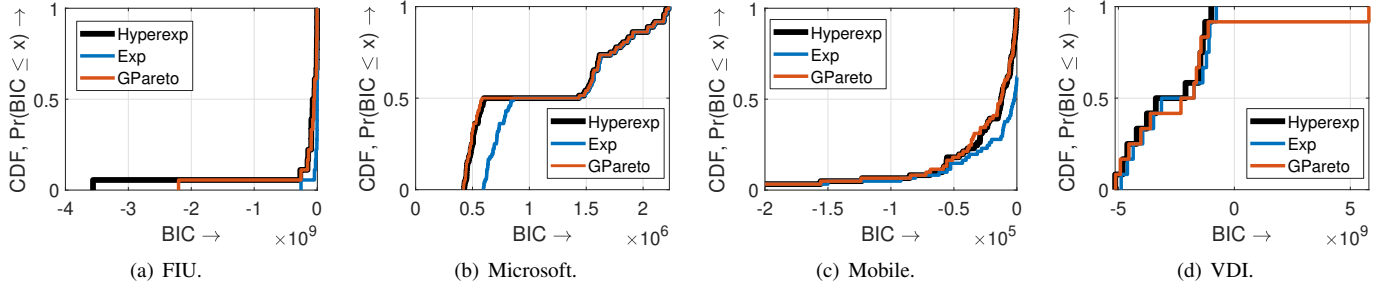 CDF, Pr(BIC ≤ x) →
1
0.5
0
Hyperexp
Exp
GPareto
-4 -3 -2 -1 0
BIC → ×10^9
(a) FIU.
CDF, Pr(BIC ≤ x) →
1
0.5
0
Hyperexp
Exp
GPareto
0 0.5 1 1.5 2
BIC → ×10^6
(b) Microsoft.
CDF, Pr(BIC ≤ x) →
1
0.5
0
Hyperexp
Exp
GPareto
-2 -1.5 -1 -0.5 0
BIC → ×10^5
(c) Mobile.
CDF, Pr(BIC ≤ x) →
1
0.5
0
Hyperexp
Exp
GPareto
-5 0 5
BIC → ×10^9
(d) VDI.